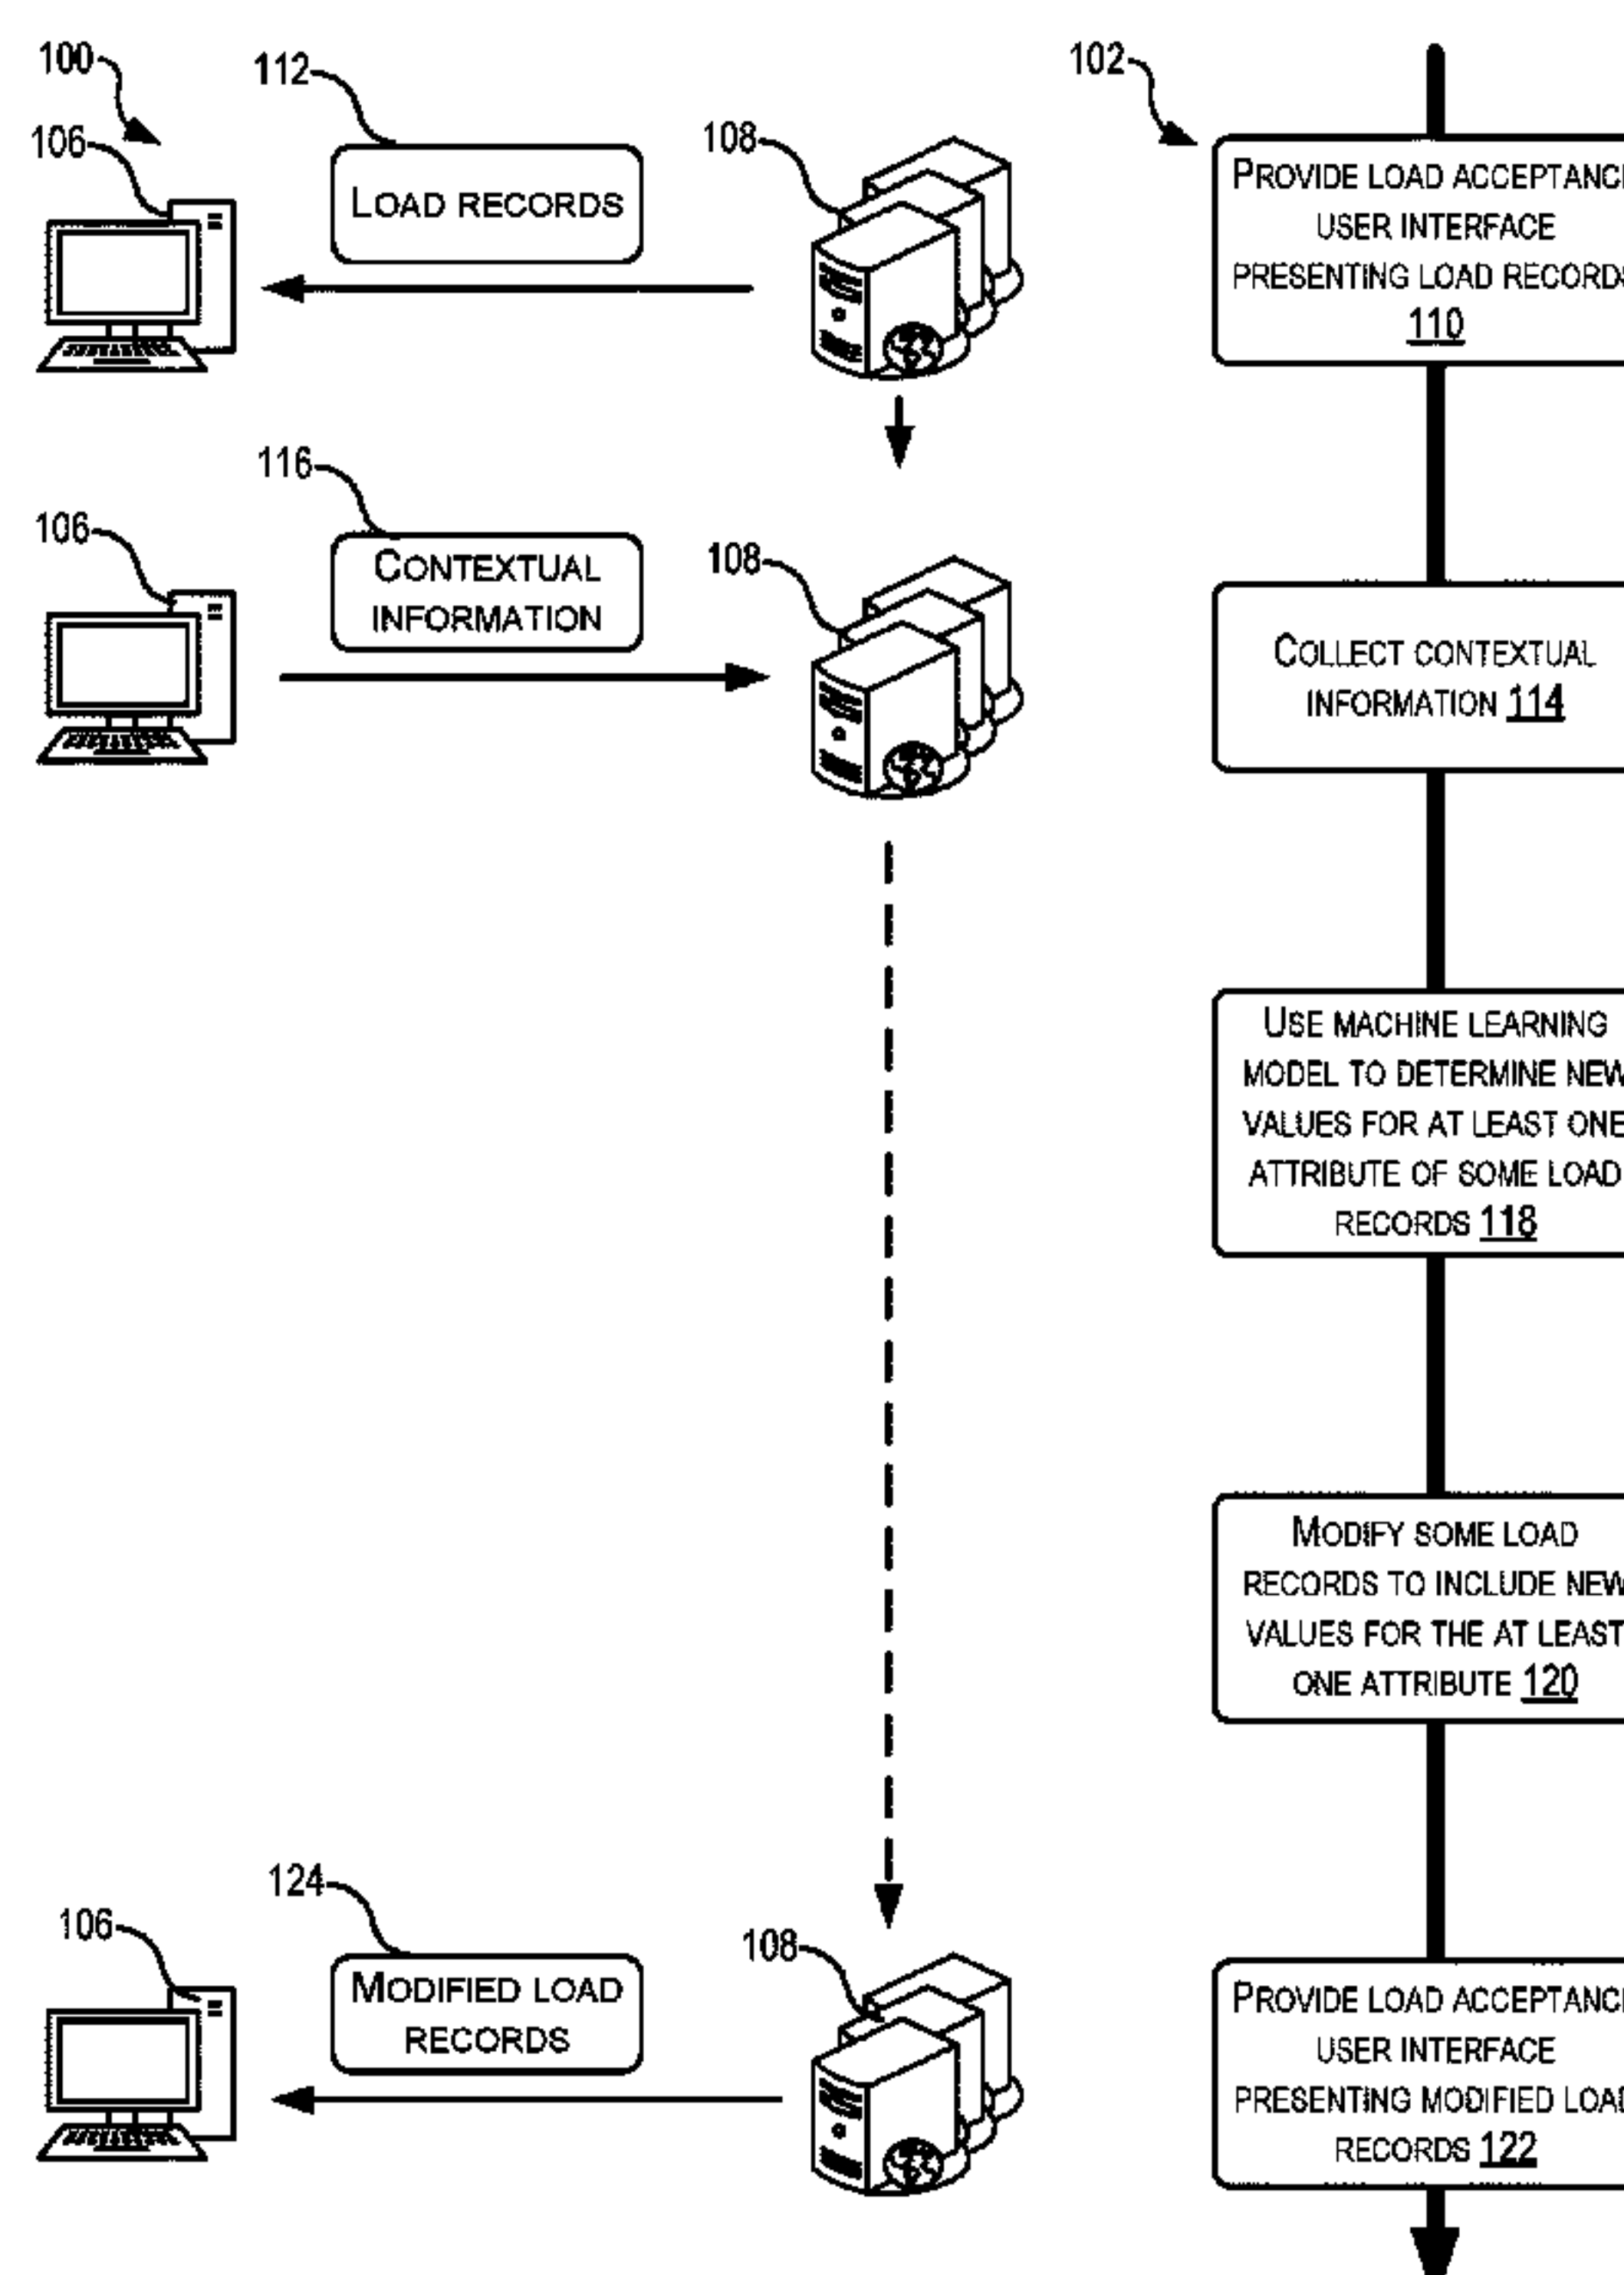 100
112
102
106
108
LOAD RECORDS
PROVIDE LOAD ACCEPTANC
USER INTERFACE
PRESENTING LOAD RECORD
110
116
106
108
CONTEXTUAL
INFORMATION
COLLECT CONTEXTUAL
INFORMATION 114
USE MACHINE LEARNING
MODEL TO DETERMINE NEW
VALUES FOR AT LEAST ONE
ATTRIBUTE OF SOME LOAD
RECORDS 118
MODIFY SOME LOAD
RECORDS TO INCLUDE NEW
VALUES FOR THE AT LEAST
ONE ATTRIBUTE 120
124
106
108
MODIFIED LOAD
RECORDS
PROVIDE LOAD ACCEPTANC
USER INTERFACE
PRESENTING MODIFIED LOAD
RECORDS 122